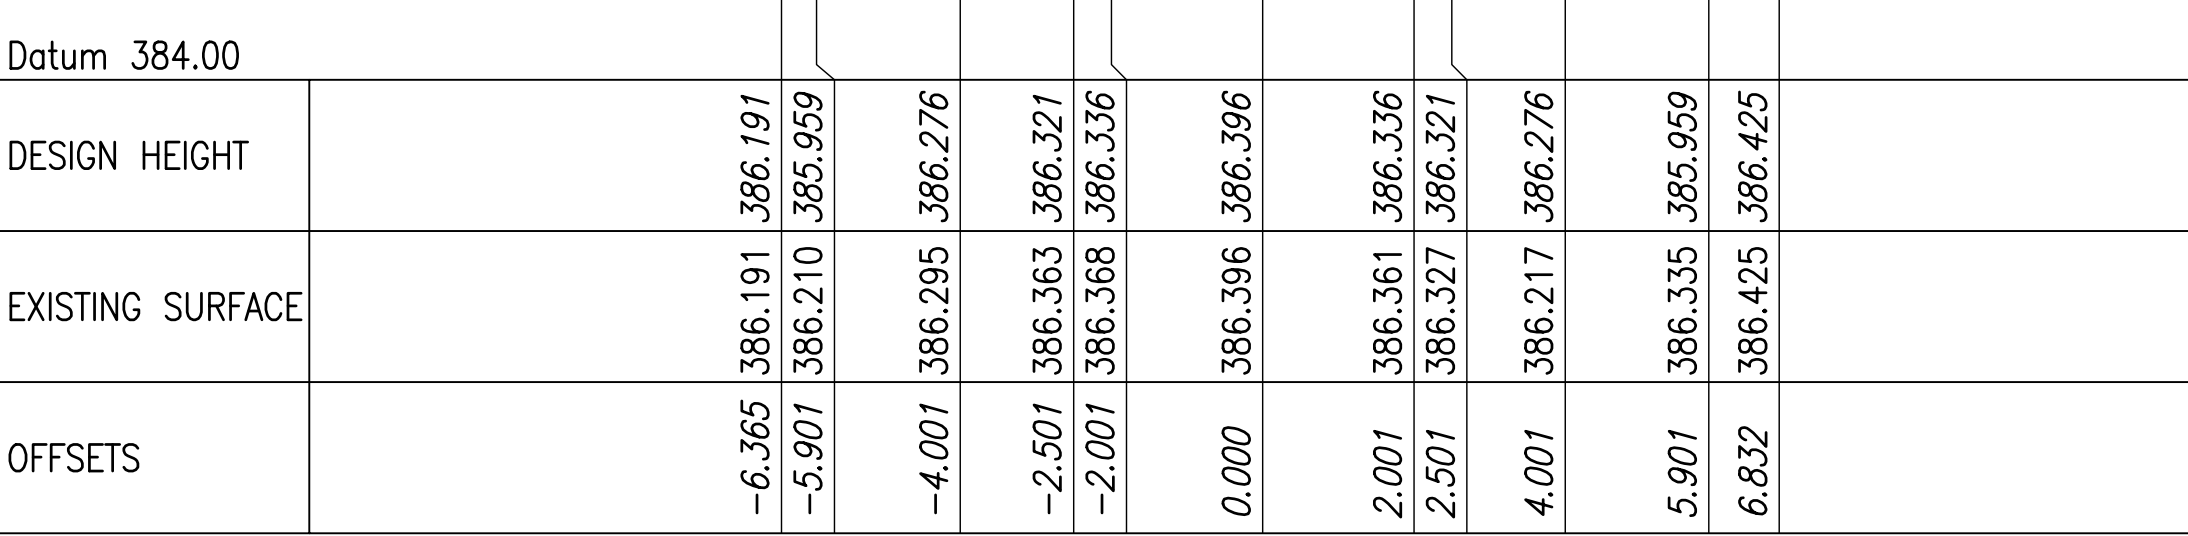 Datum 384.00
DESIGN HEIGHT 386.191 385.959 386.276 386.321 386.336 386.396 386.336 386.321 386.276 385.959 386.425
EXISTING SURFACE 386.191 386.210 386.295 386.363 386.368 386.396 386.361 386.327 386.217 386.335 386.425
OFFSETS -6.365 -5.901 -4.001 -2.501 -2.001 0.000 2.001 2.501 4.001 5.901 6.832